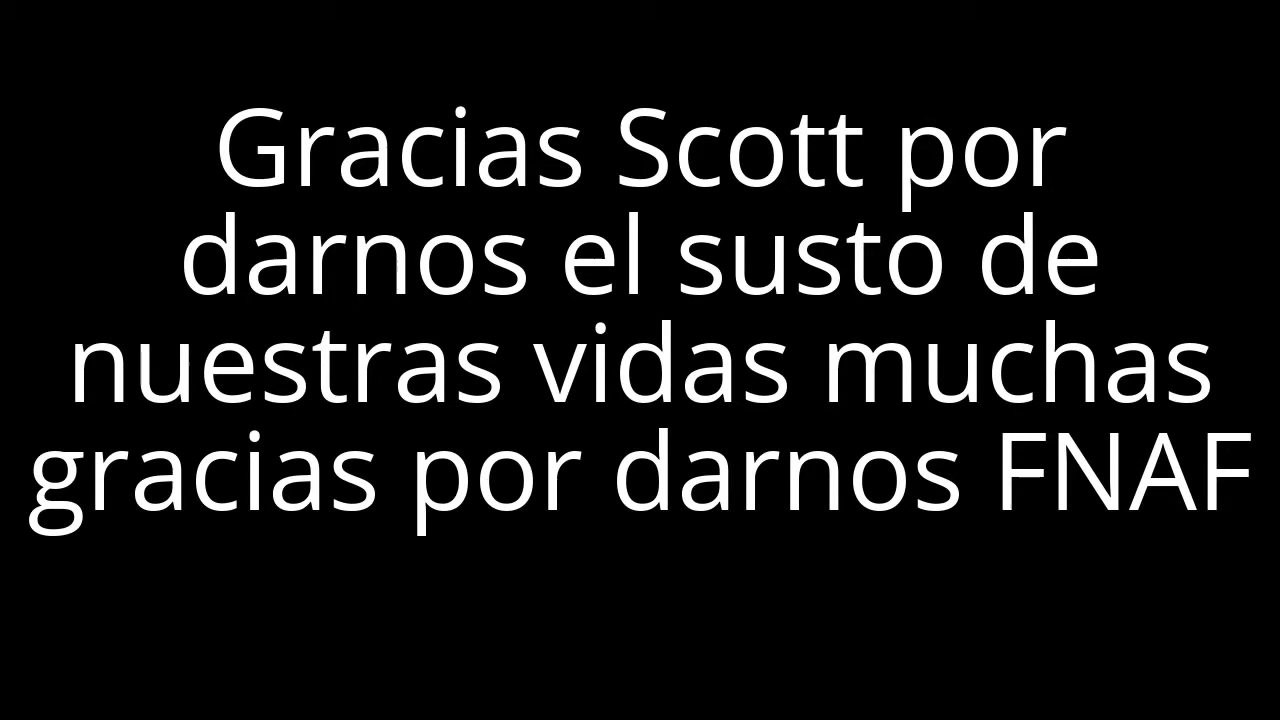 Gracias Scott por
darnos el susto de
nuestras vidas muchas
gracias por darnos FNAF